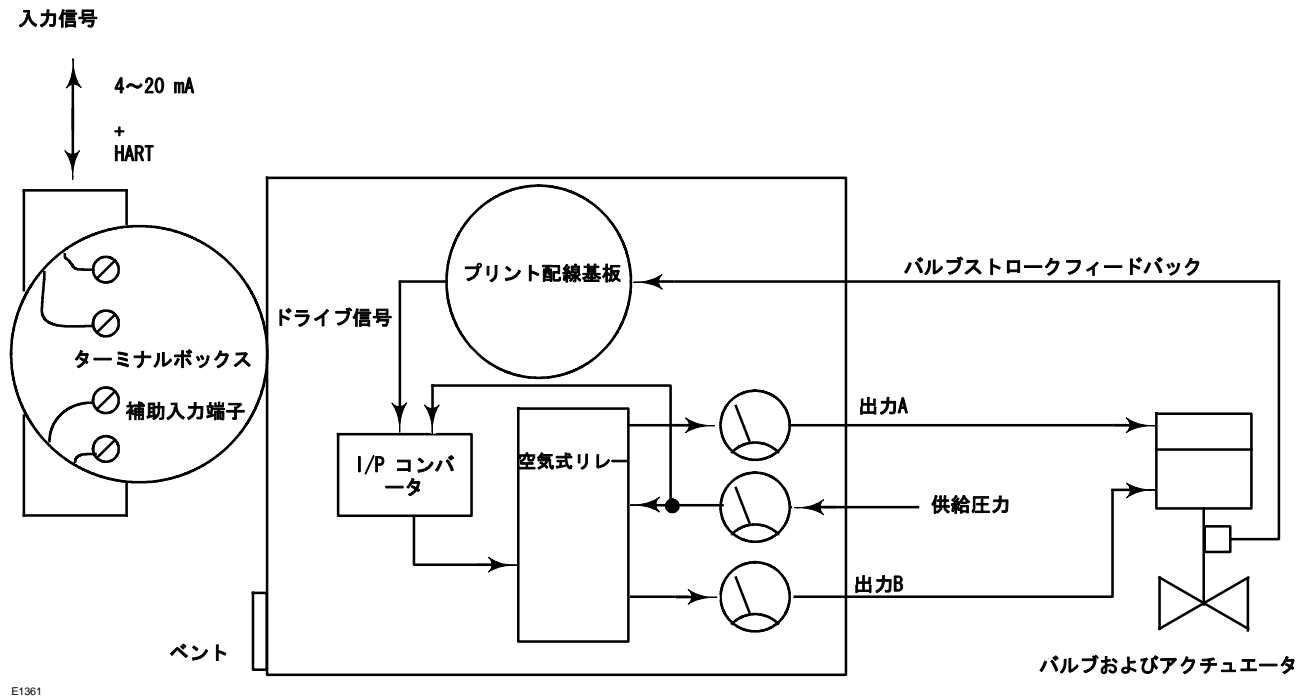 入力信号
4～20 mA
+
HART
プリント配線基板
バルブストロークフィードバック
ドライブ信号
ターミナルボックス
補助入力端子
出力A
I/P コンバ
ータ
空気式リレー
供給圧力
出力B
ベント
バルブおよびアクチュエータ
E1361